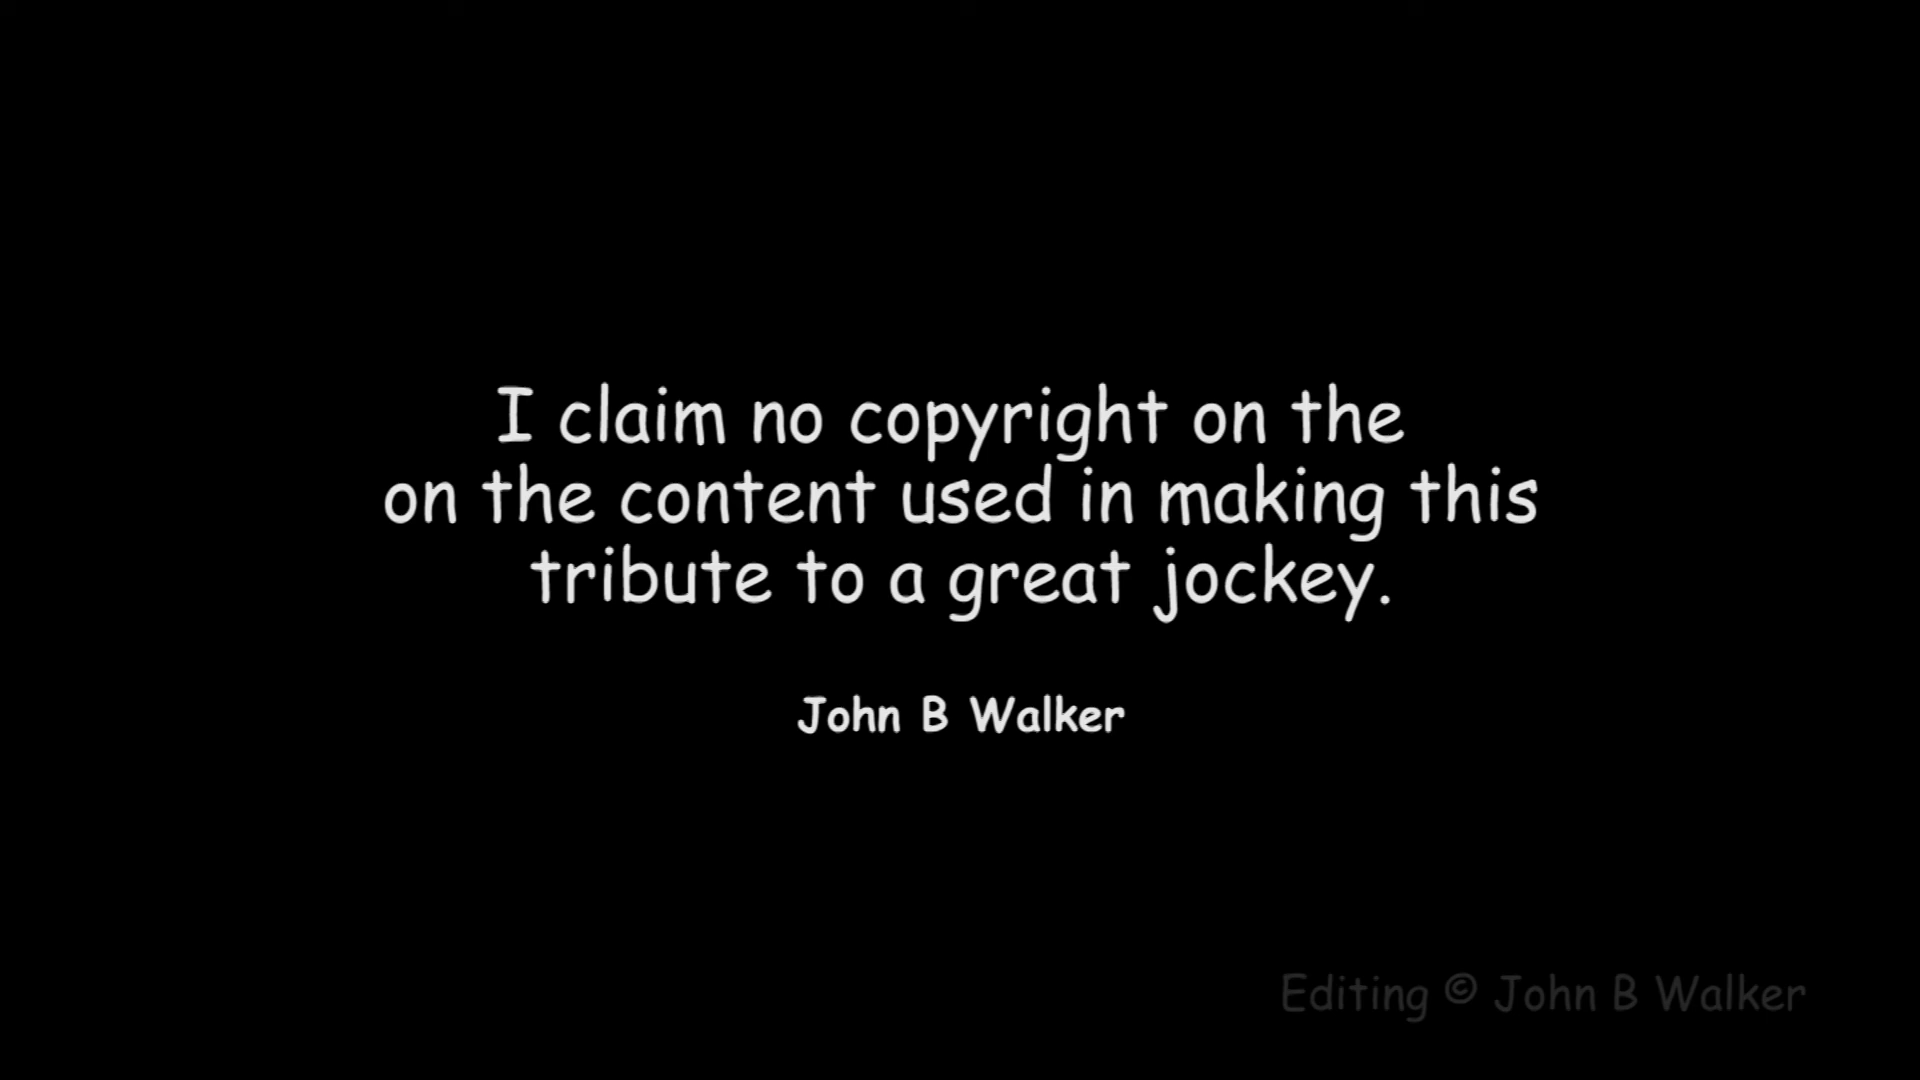 I claim no copyright on the
on the content used in making this
tribute to a great jockey.
John B Walker
Editing © John B Walker